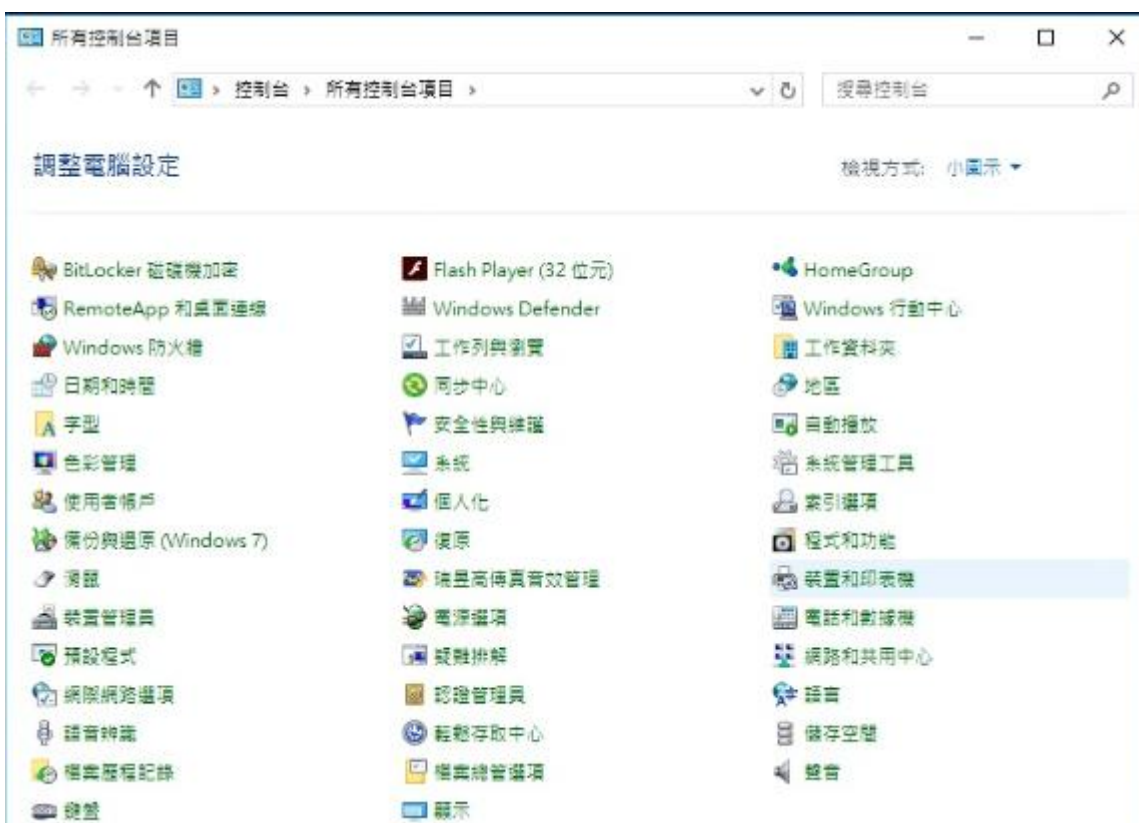 所有控制台項目
控制台 › 所有控制台項目 ›
搜尋控制台
調整電腦設定
檢視方式: 小圖示
BitLocker 磁碟機加密
Flash Player (32 位元)
HomeGroup
RemoteApp 和桌面連線
Windows Defender
Windows 行動中心
Windows 防火牆
工作列與瀏覽
工作資料夾
日期和時間
同步中心
地區
字型
安全性與維護
自動播放
色彩管理
系統
系統管理工具
使用者帳戶
個人化
索引選項
備份與還原 (Windows 7)
復原
程式和功能
滑鼠
瑞昱高傳真音效管理
裝置和印表機
裝置管理員
電源選項
電話和數據機
預設程式
疑難排解
網路和共用中心
網際網路選項
認證管理員
語言
語音辨識
輕鬆存取中心
儲存空間
檔案歷程記錄
檔案總管選項
聲音
鍵盤
顯示